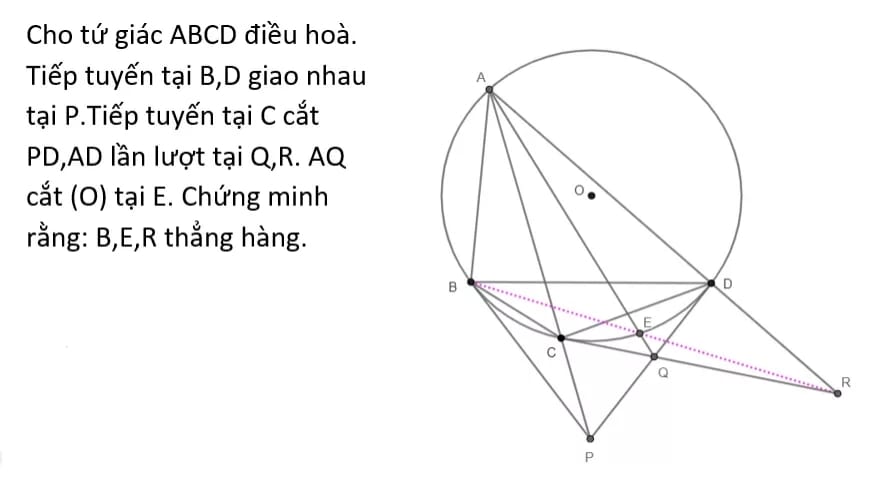 Cho tứ giác ABCD điều hoà.
Tiếp tuyến tại B,D giao nhau
tại P.Tiếp tuyến tại C cắt
PD,AD lần lượt tại Q,R. AQ
cắt (O) tại E. Chứng minh
rằng: B,E,R thẳng hàng.
A
O
B
D
E
C
Q
R
P